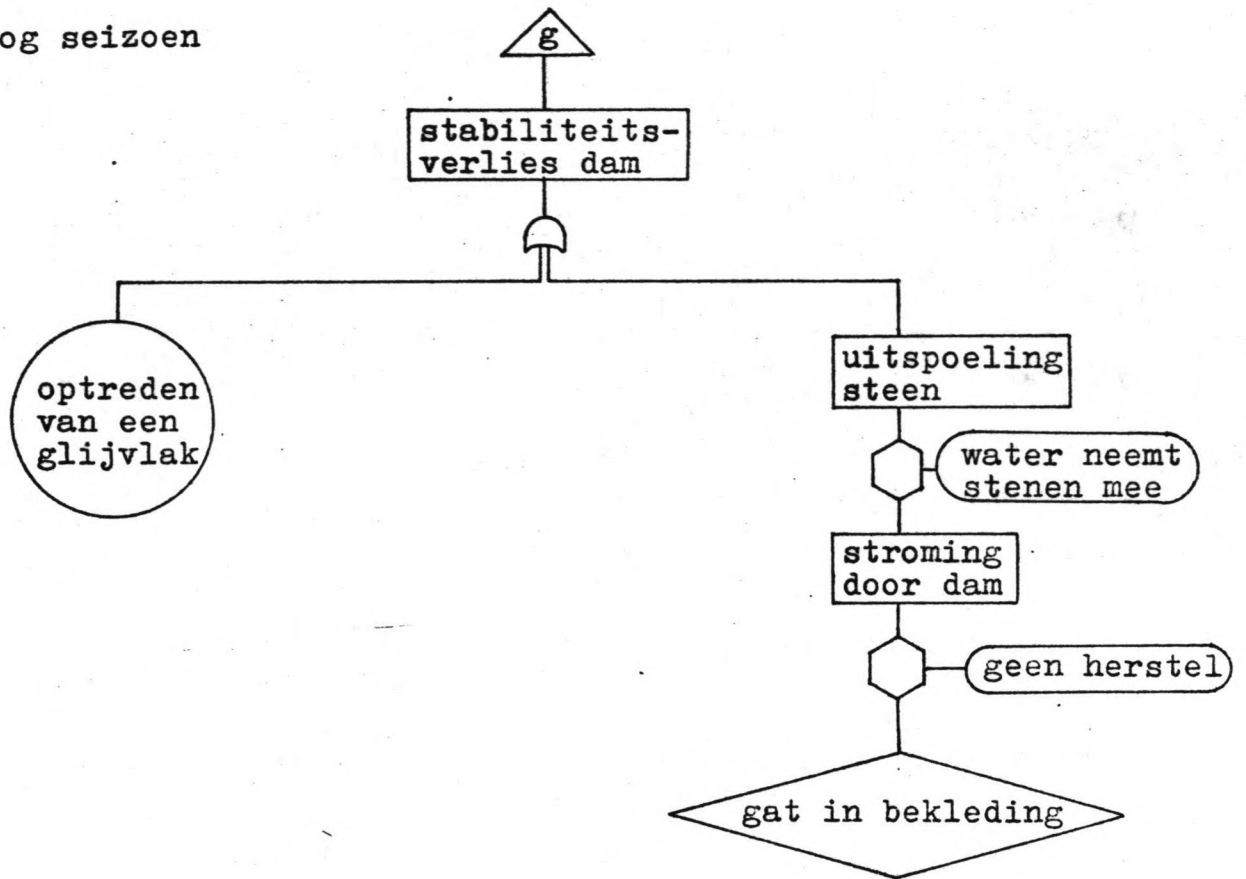 og seizoen
g
stabiliteits-
verlies dam
optreden
van een
glijvlak
uitspoeling
steen
water neemt
stenen mee
stroming
door dam
geen herstel
gat in bekleding